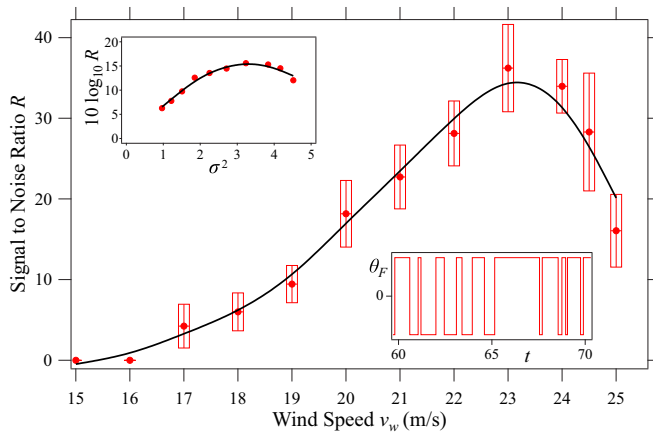 40
30
20
10
0
Signal to Noise Ratio R
15 16 17 18 19 20 21 22 23 24 25
Wind Speed v_w (m/s)
20
15
10
5
0
10 log₁₀ R
0 1 2 3 4 5
σ²
θ_F
0
60 65 t 70